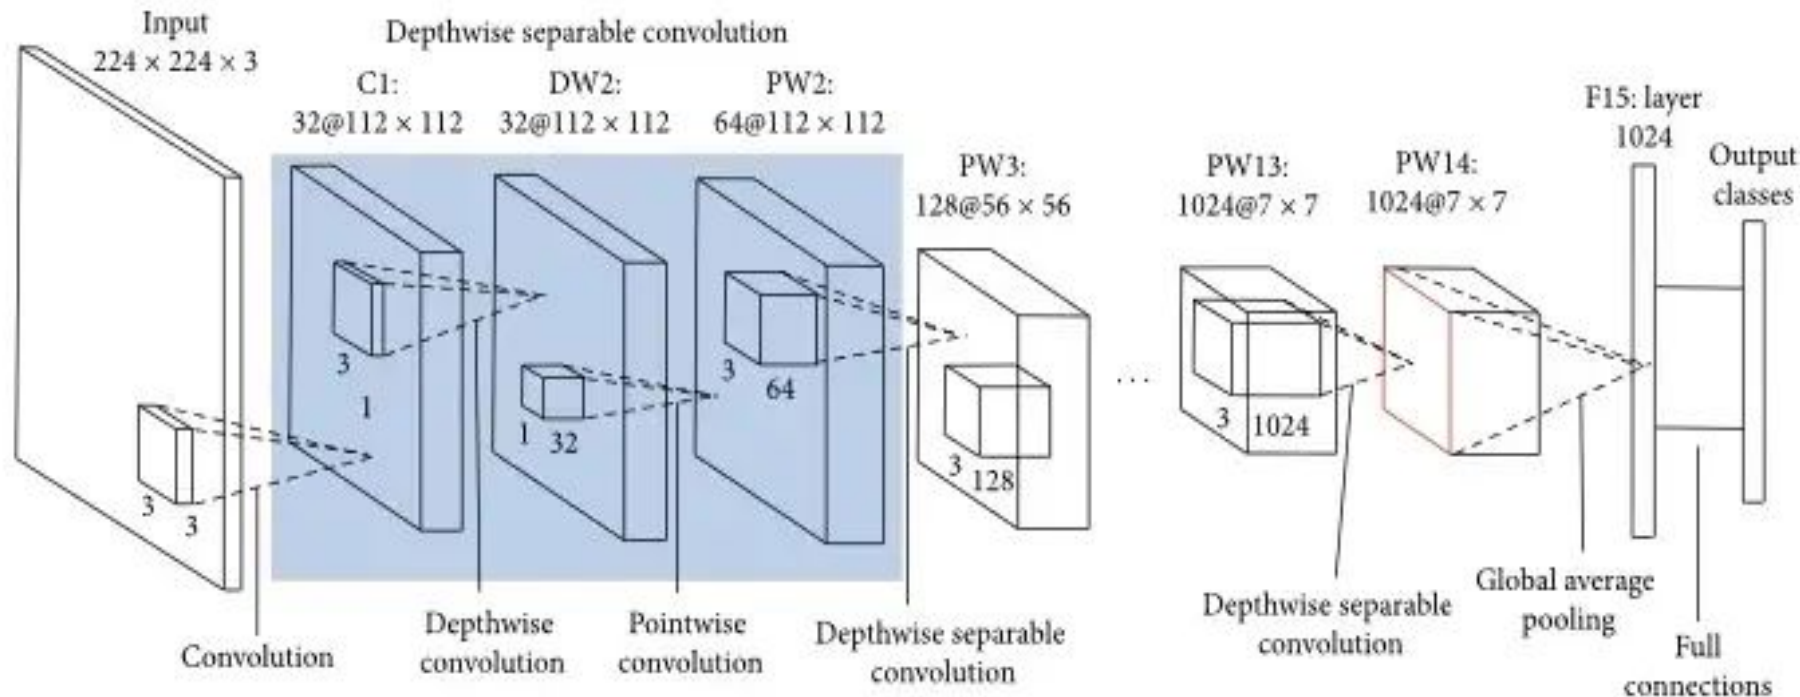 Input
224 × 224 × 3
Depthwise separable convolution
C1:
32@112 × 112
DW2:
32@112 × 112
PW2:
64@112 × 112
PW3:
128@56 × 56
PW13:
1024@7 × 7
PW14:
1024@7 × 7
F15: layer
1024
Output
classes
3
3
3
1
1
32
3
64
3
128
...
3
1024
Convolution
Depthwise
convolution
Pointwise
convolution
Depthwise separable
convolution
Depthwise separable
convolution
Global average
pooling
Full
connections